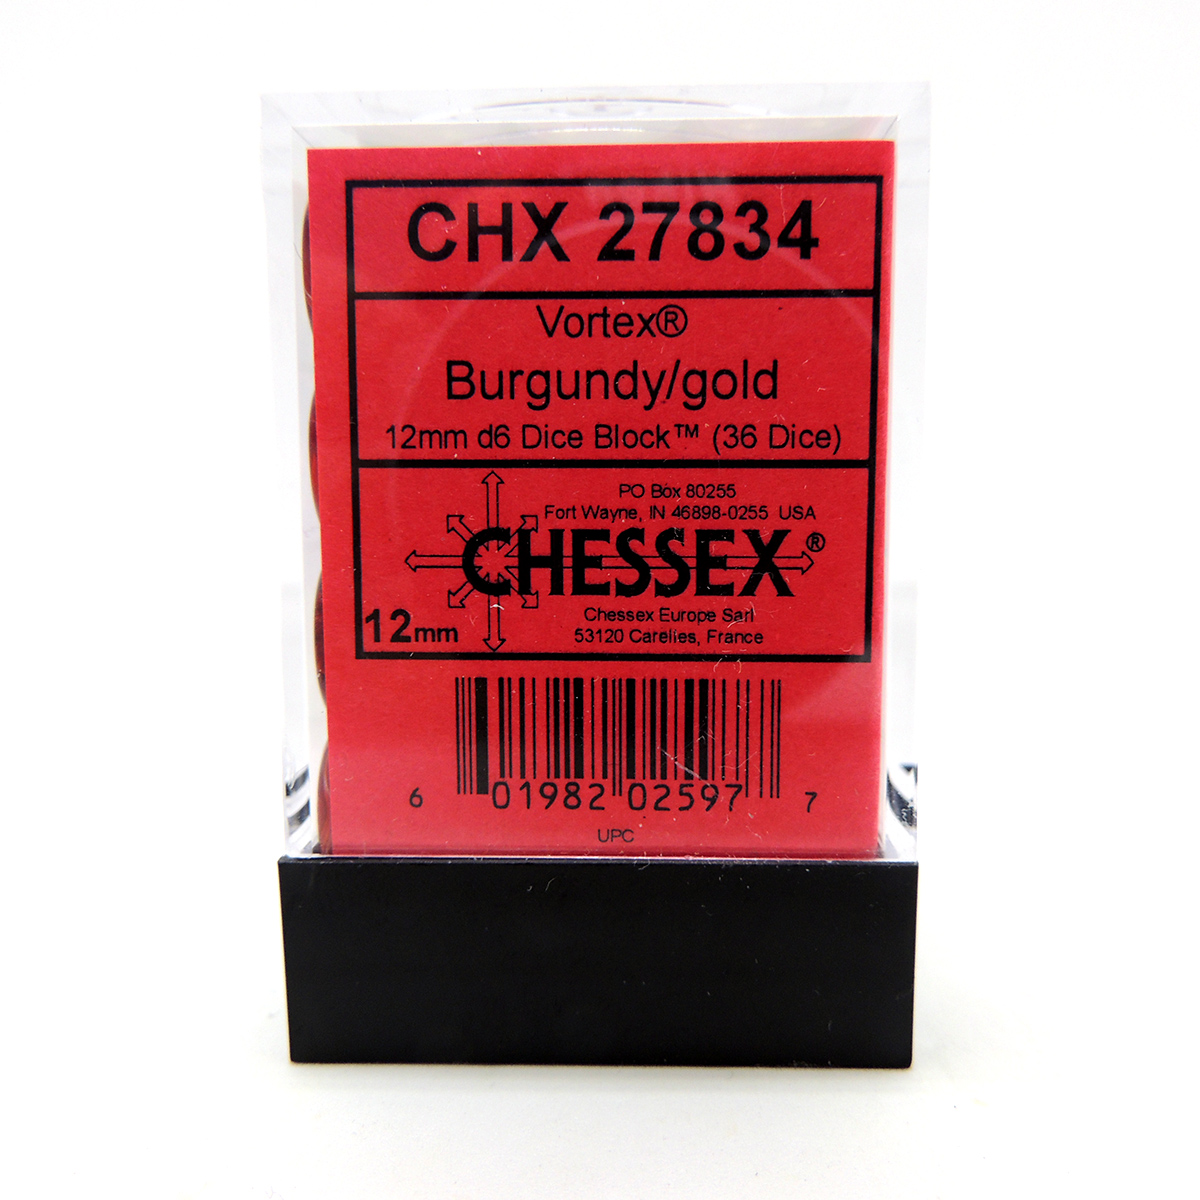 CHX 27834
Vortex®
Burgundy/gold
12mm d6 Dice Block™ (36 Dice)
PO Box 80255
Fort Wayne, IN 46898-0255 USA
CHESSEX®
Chessex Europe Sarl
53120 Carelles, France
12mm
6 01982 02597 7
UPC